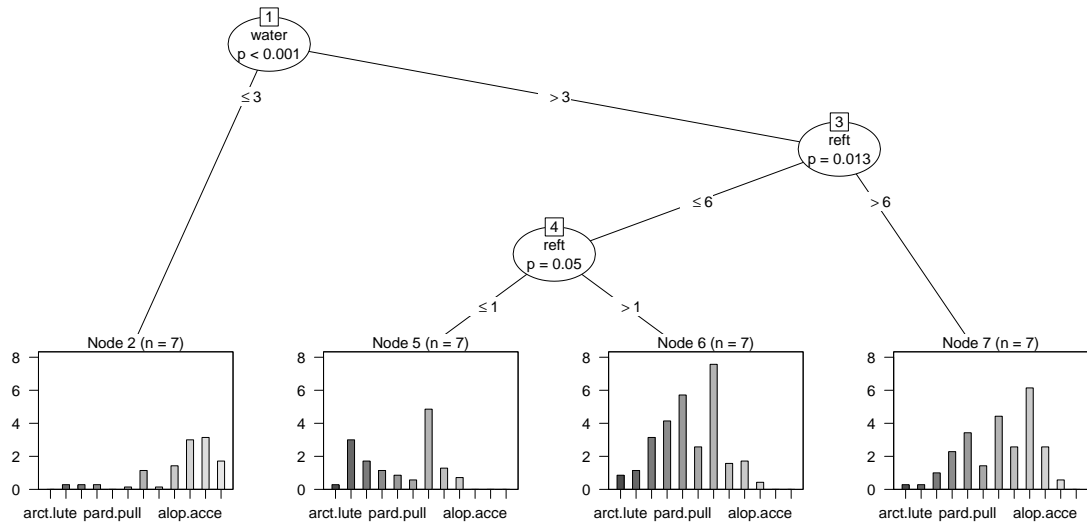 1
water
p < 0.001
≤ 3
> 3
3
reft
p = 0.013
≤ 6
> 6
4
reft
p = 0.05
≤ 1
> 1
Node 2 (n = 7)
8
6
4
2
0
arct.lute pard.pull alop.acce
Node 5 (n = 7)
8
6
4
2
0
arct.lute pard.pull alop.acce
Node 6 (n = 7)
8
6
4
2
0
arct.lute pard.pull alop.acce
Node 7 (n = 7)
8
6
4
2
0
arct.lute pard.pull alop.acce